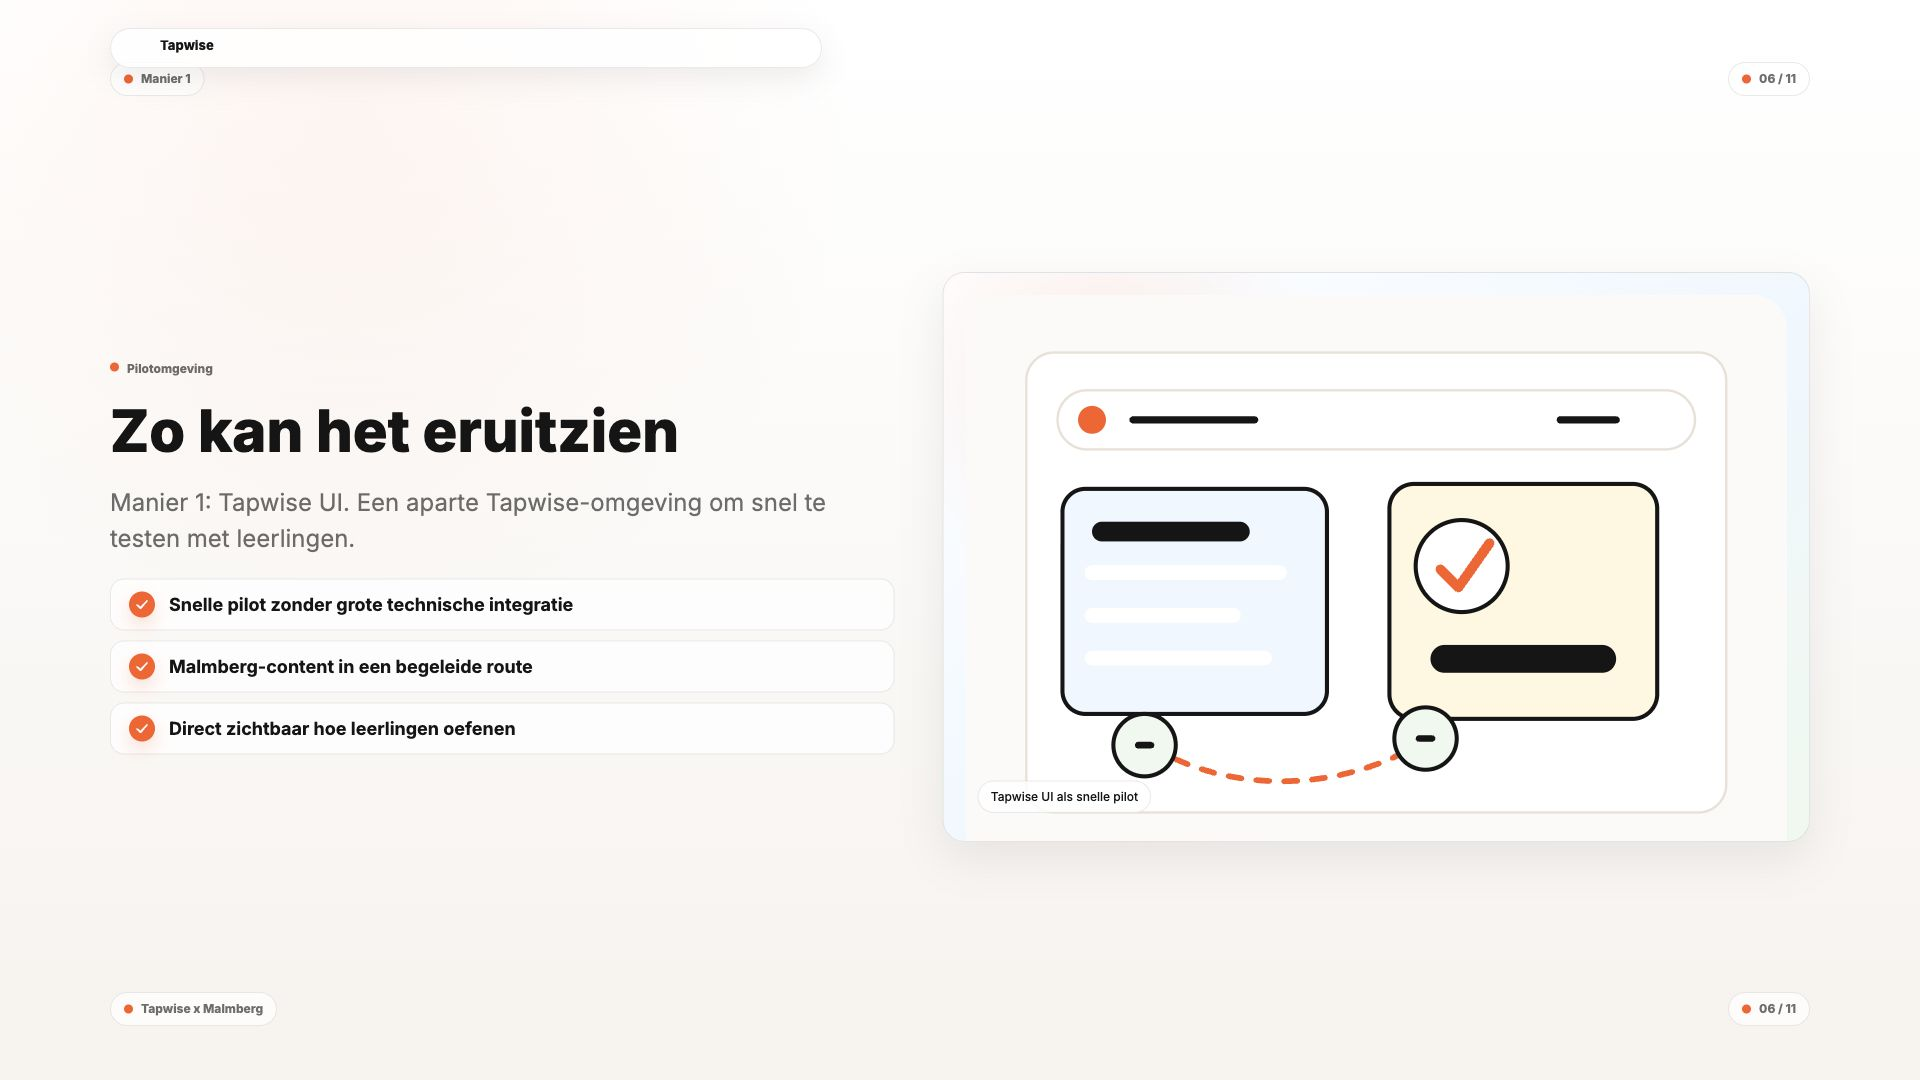 Tapwise
Manier 1
06 / 11
Pilotomgeving
Zo kan het eruitzien
Manier 1: Tapwise UI. Een aparte Tapwise-omgeving om snel te
testen met leerlingen.
Snelle pilot zonder grote technische integratie
Malmberg-content in een begeleide route
Direct zichtbaar hoe leerlingen oefenen
Tapwise UI als snelle pilot
Tapwise x Malmberg
06 / 11